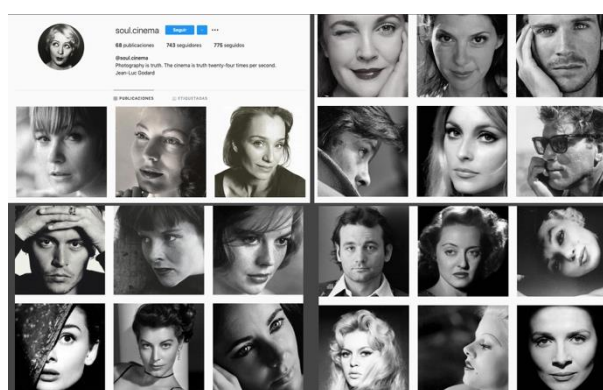 soul.cinema Seguir
68 publicaciones 743 seguidores 775 seguidos
@soul.cinema
Photography is truth. The cinema is truth twenty-four times per second.
Jean-Luc Godard
PUBLICACIONES ETIQUETADAS